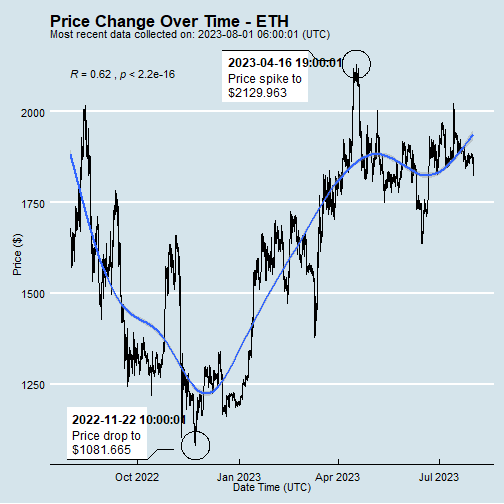 Price Change Over Time - ETH
Most recent data collected on: 2023-08-01 06:00:01 (UTC)
R = 0.62 , p < 2.2e-16
2023-04-16 19:00:01
Price spike to
$2129.963
2000
1750
1500
1250
Price ($)
2022-11-22 10:00:01
Price drop to
$1081.665
Oct 2022
Jan 2023
Apr 2023
Jul 2023
Date Time (UTC)